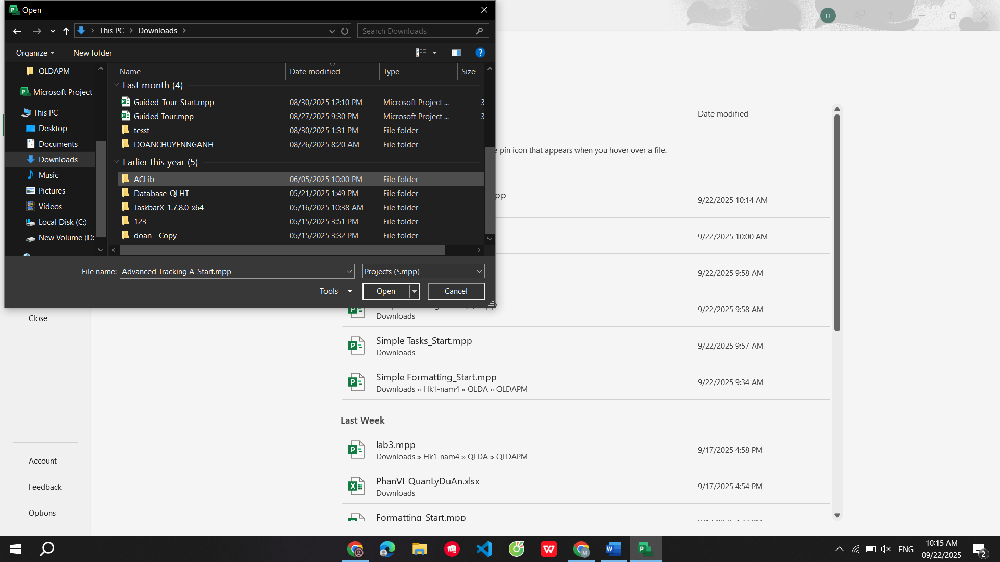 Open
This PC
Downloads
Search Downloads
Organize
New folder
QLDAPM
Microsoft Project
This PC
Desktop
Documents
Downloads
Music
Pictures
Videos
Local Disk (C:)
New Volume (D:)
Name
Date modified
Type
Size
Last month (4)
Guided-Tour_Start.mpp 08/30/2025 12:10 PM Microsoft Project ... 3
Guided Tour.mpp 08/27/2025 9:30 PM Microsoft Project ... 3
tesst 08/30/2025 1:31 PM File folder
DOANCHUYENNGANH 08/26/2025 8:20 AM File folder
Earlier this year (5)
ACLib 06/05/2025 10:00 PM File folder
Database-QLHT 05/21/2025 1:49 PM File folder
TaskbarX_1.7.8.0_x64 05/16/2025 10:38 AM File folder
123 05/15/2025 3:51 PM File folder
doan - Copy 05/15/2025 3:32 PM File folder
File name: Advanced Tracking A_Start.mpp
Projects (*.mpp)
Tools
Open
Cancel
D
?
Date modified
pin icon that appears when you hover over a file.
pp
9/22/2025 10:14 AM
9/22/2025 10:00 AM
9/22/2025 9:58 AM
9/22/2025 9:58 AM
Downloads
Simple Tasks_Start.mpp
Downloads
9/22/2025 9:57 AM
Simple Formatting_Start.mpp
Downloads » Hk1-nam4 » QLDA » QLDAPM
9/22/2025 9:34 AM
Last Week
lab3.mpp
Downloads » Hk1-nam4 » QLDA » QLDAPM
9/17/2025 4:58 PM
PhanVI_QuanLyDuAn.xlsx
Downloads
9/17/2025 4:54 PM
Formatting_Start.mpp
Close
Account
Feedback
Options
ENG
10:15 AM
09/22/2025
2